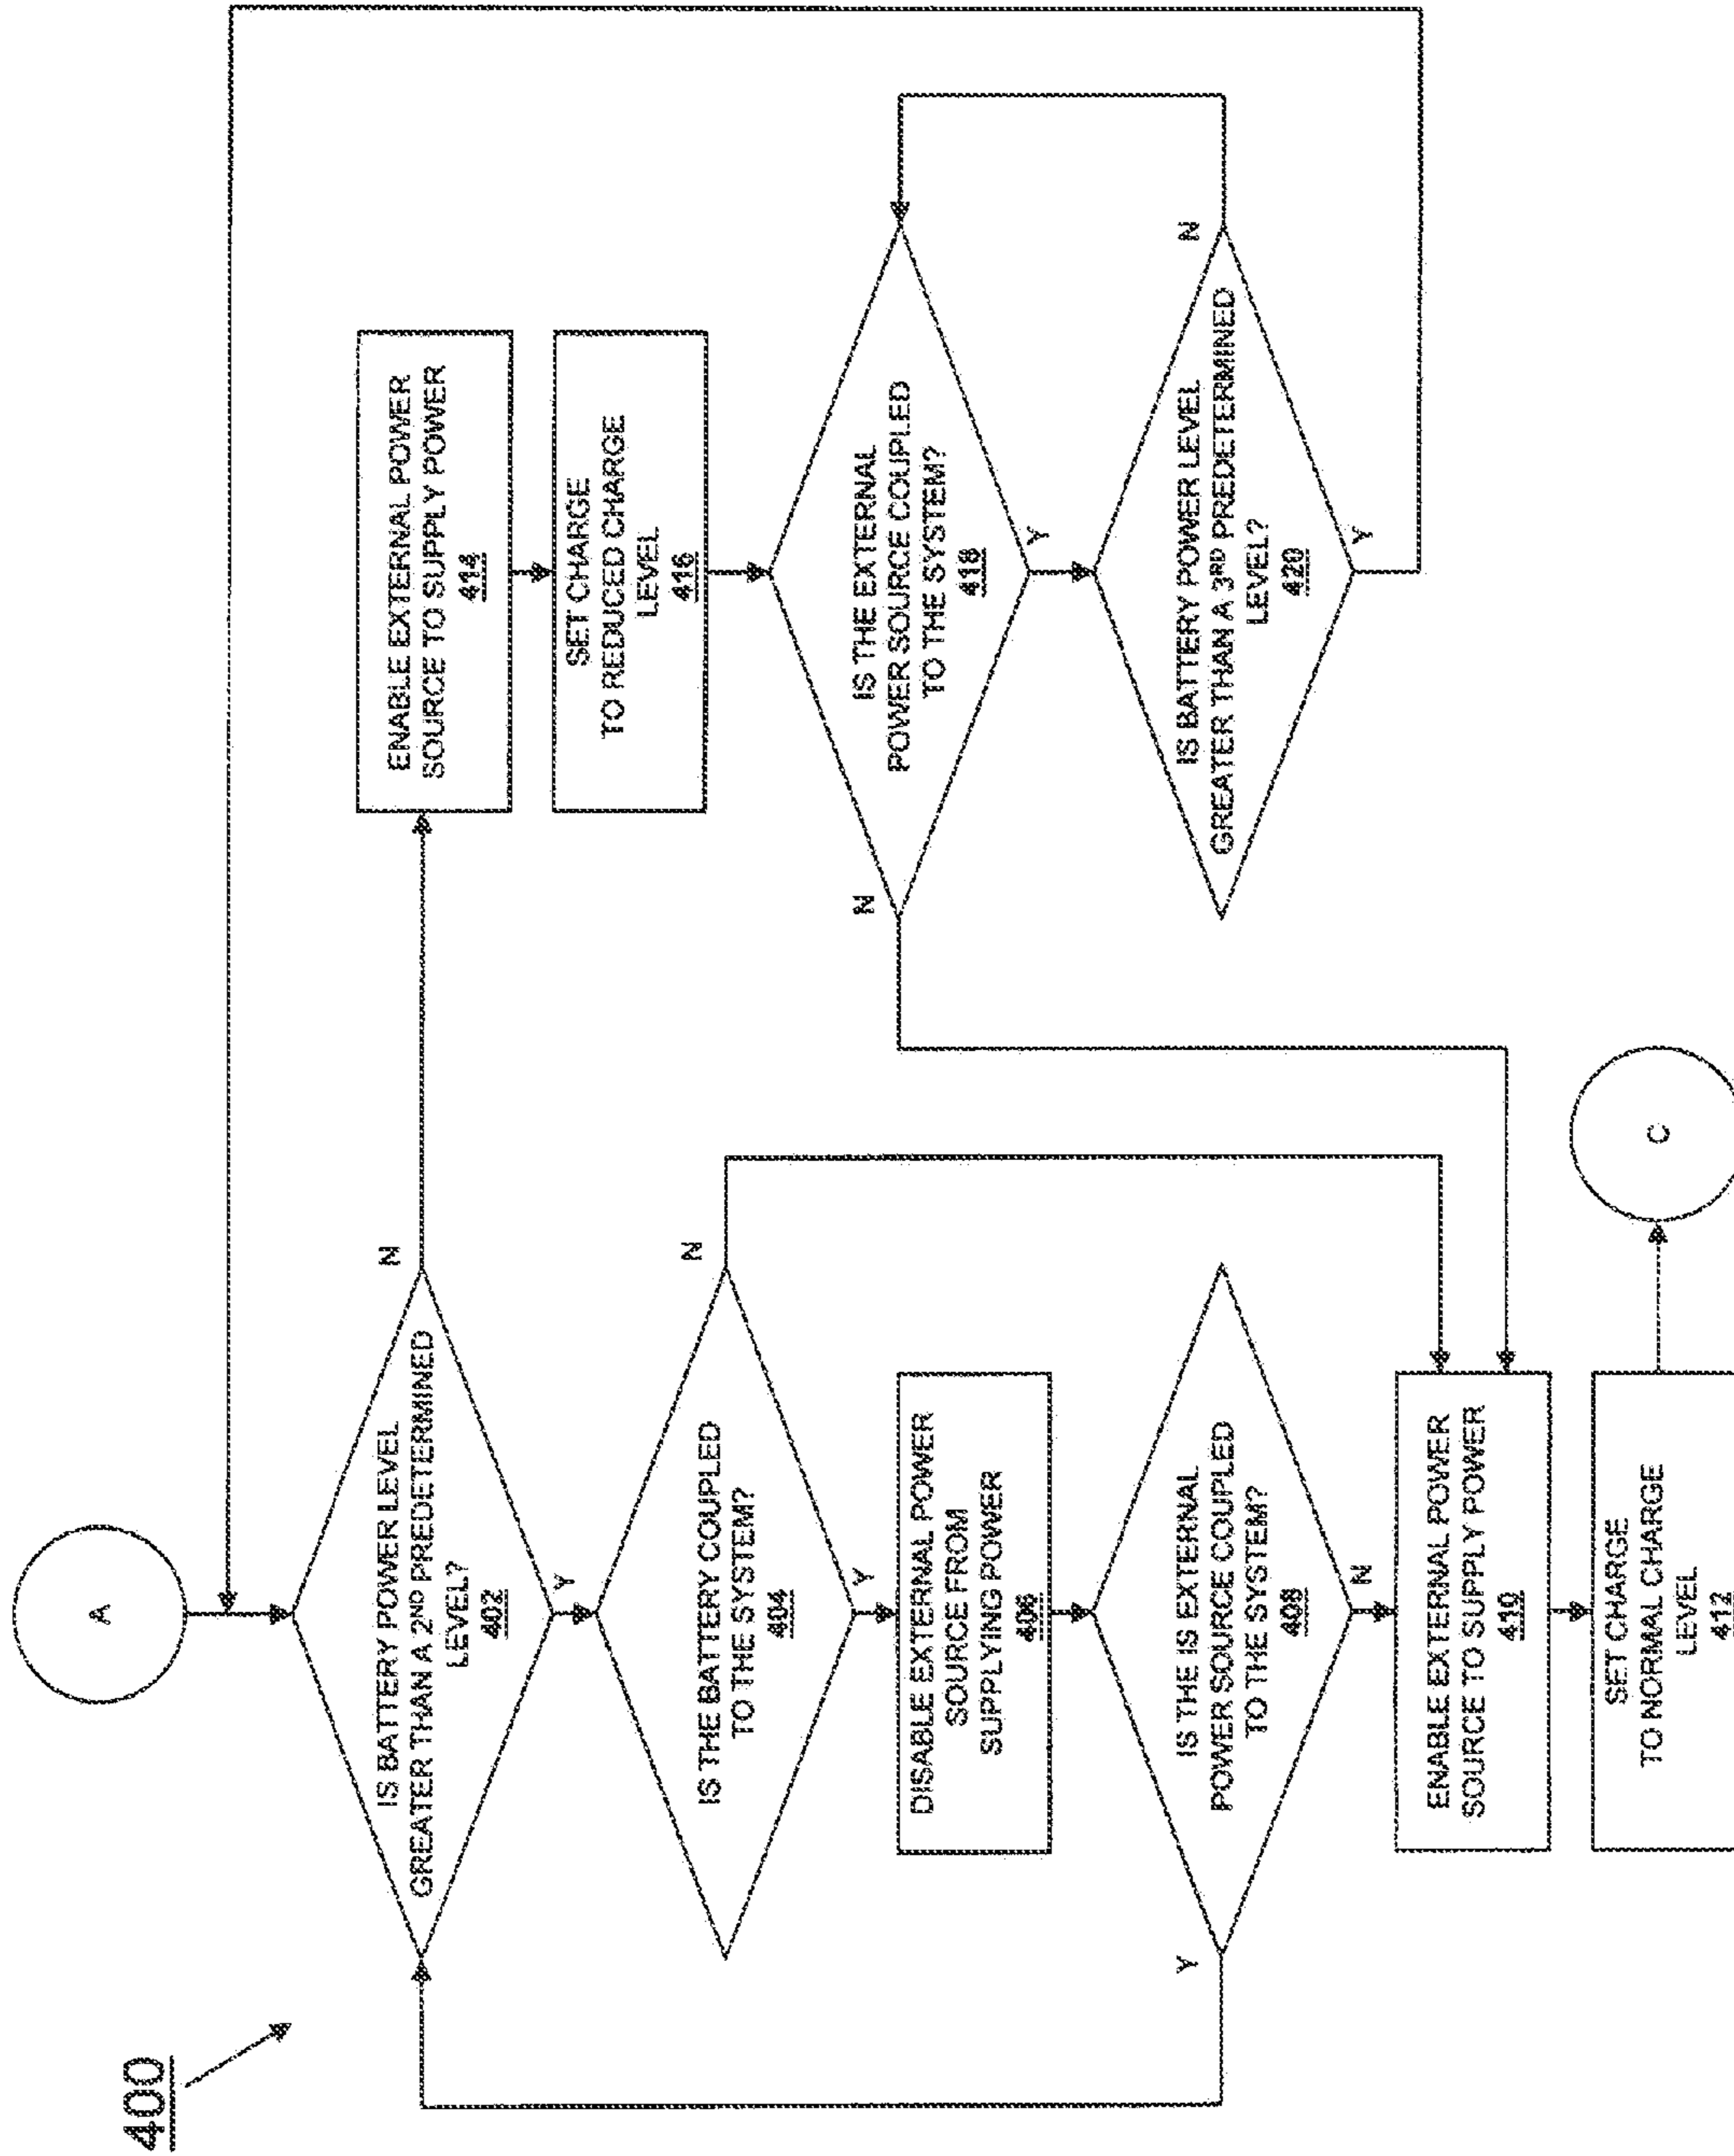 400
A
IS BATTERY POWER LEVEL
GREATER THAN A 2ND PREDETERMINED
LEVEL?
402
N
Y
IS THE BATTERY COUPLED
TO THE SYSTEM?
404
N
Y
DISABLE EXTERNAL POWER
SOURCE FROM
SUPPLYING POWER
406
IS THE IS EXTERNAL
POWER SOURCE COUPLED
TO THE SYSTEM?
408
Y
N
ENABLE EXTERNAL POWER
SOURCE TO SUPPLY POWER
410
SET CHARGE
TO NORMAL CHARGE
LEVEL
412
C
ENABLE EXTERNAL POWER
SOURCE TO SUPPLY POWER
414
SET CHARGE
TO REDUCED CHARGE
LEVEL
416
IS THE EXTERNAL
POWER SOURCE COUPLED
TO THE SYSTEM?
418
N
Y
IS BATTERY POWER LEVEL
GREATER THAN A 3RD PREDETERMINED
LEVEL?
420
N
Y